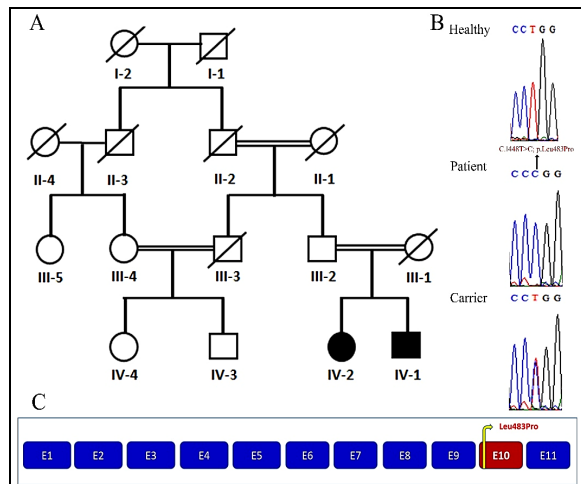 A
I-2 I-1
II-4 II-3 II-2 II-1
III-5 III-4 III-3 III-2 III-1
IV-4 IV-3 IV-2 IV-1
B
Healthy
C C T G G
C.1448T>C; p.Leu483Pro
Patient
C C C G G
Carrier
C C T G G
C
Leu483Pro
E1 E2 E3 E4 E5 E6 E7 E8 E9 E10 E11